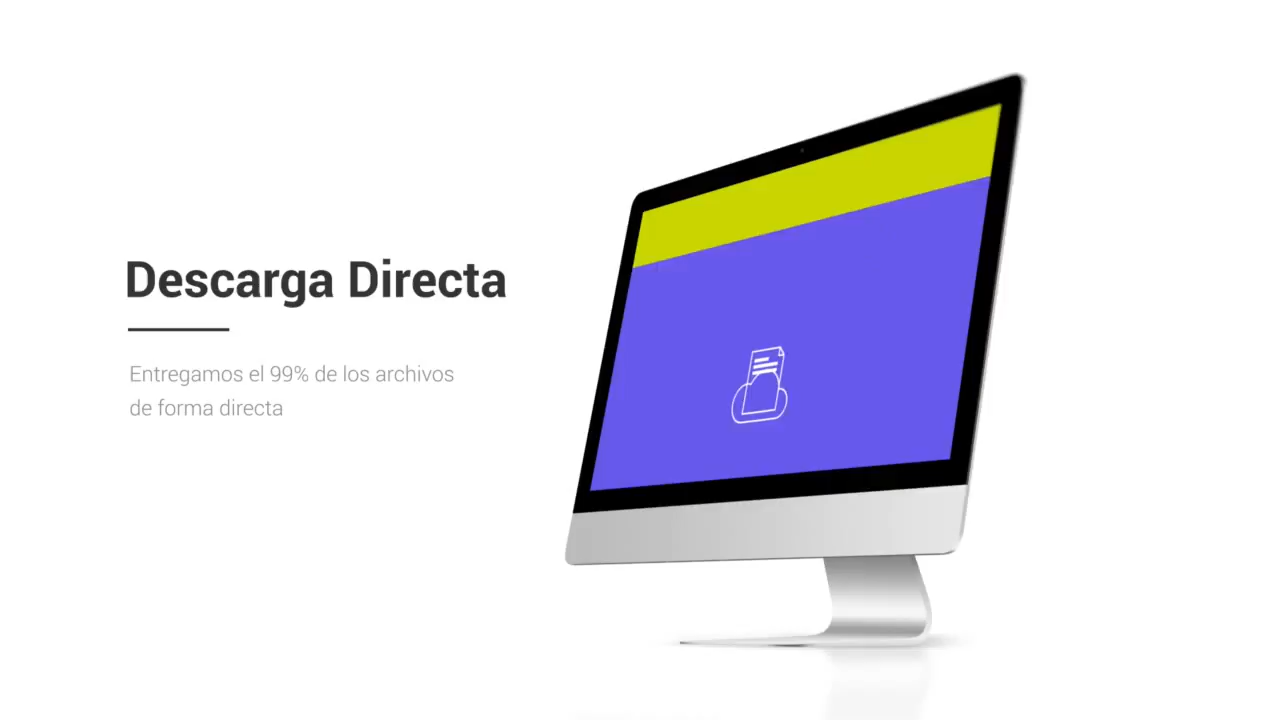 Descarga Directa
Entregamos el 99% de los archivos
de forma directa